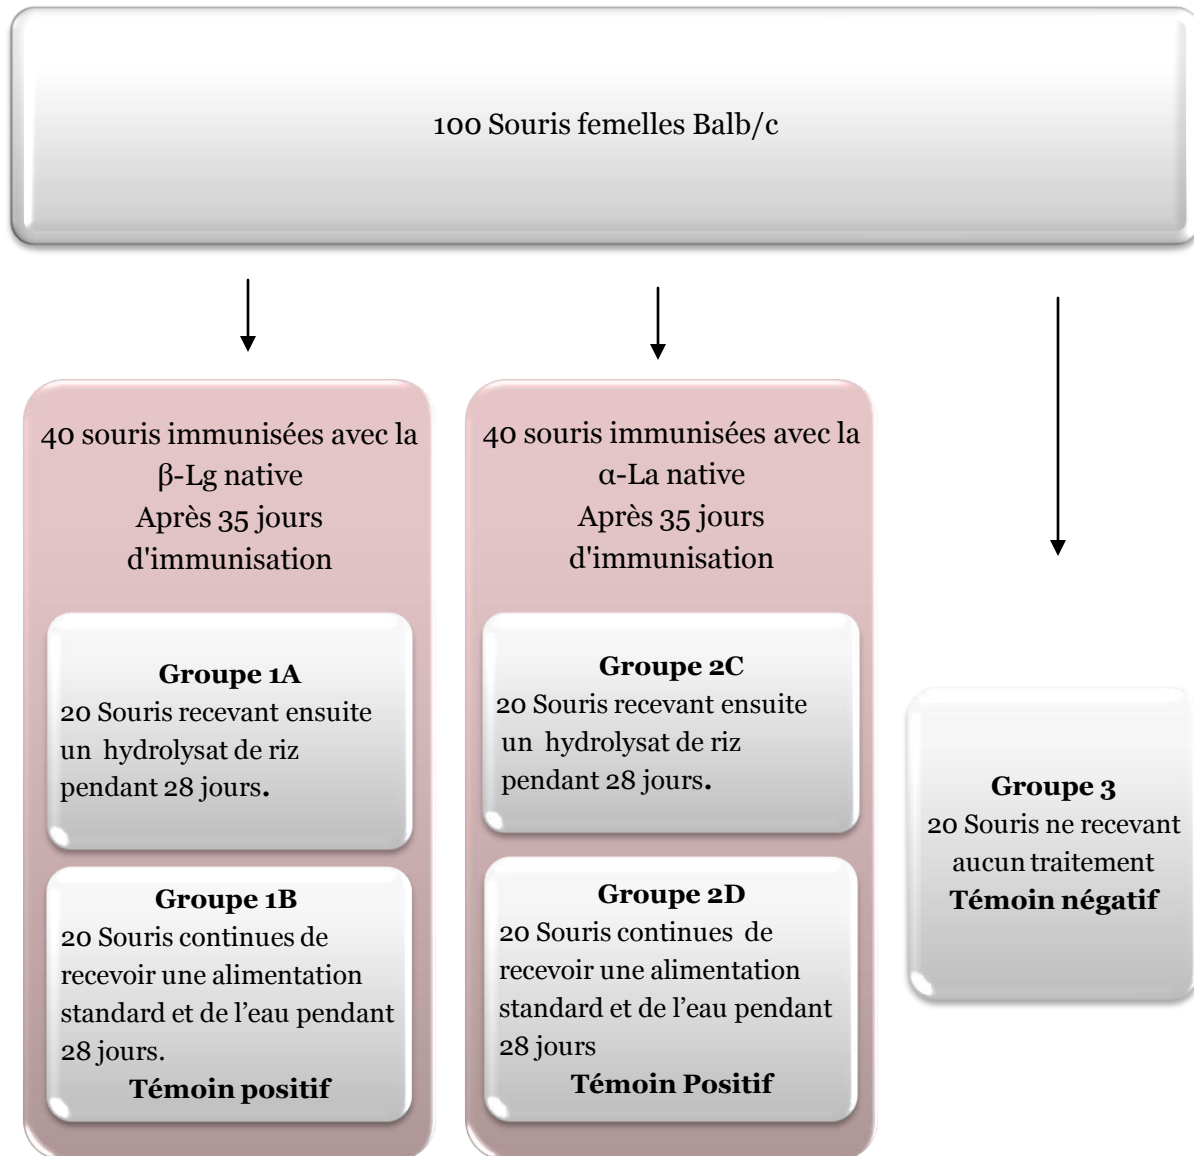 100 Souris femelles Balb/c
40 souris immunisées avec la
β-Lg native
Après 35 jours
d'immunisation
Groupe 1A
20 Souris recevant ensuite
un hydrolysat de riz
pendant 28 jours.
Groupe 1B
20 Souris continues de
recevoir une alimentation
standard et de l’eau pendant
28 jours.
Témoin positif
40 souris immunisées avec la
α-La native
Après 35 jours
d'immunisation
Groupe 2C
20 Souris recevant ensuite
un hydrolysat de riz
pendant 28 jours.
Groupe 2D
20 Souris continues de
recevoir une alimentation
standard et de l’eau pendant
28 jours
Témoin Positif
Groupe 3
20 Souris ne recevant
aucun traitement
Témoin négatif